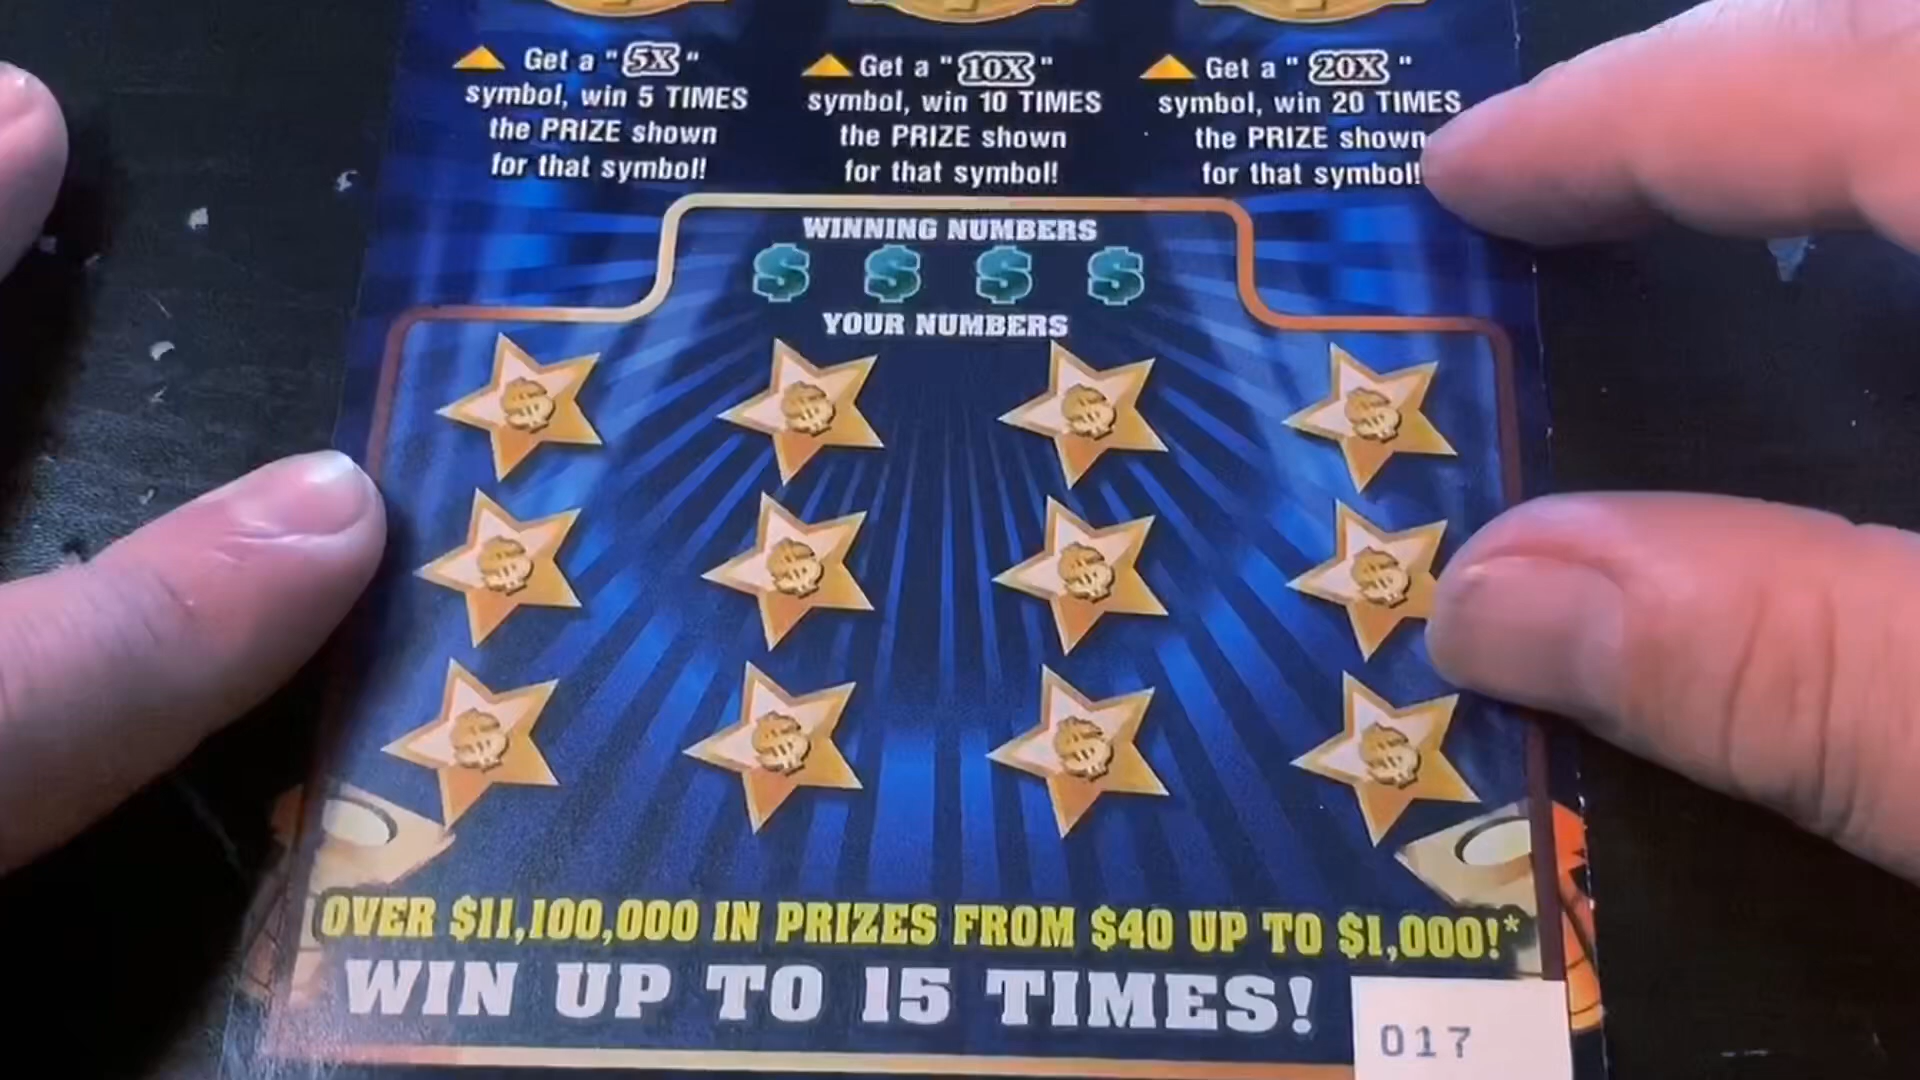 Get a "5X"
symbol, win 5 TIMES
the PRIZE shown
for that symbol!
Get a "10X"
symbol, win 10 TIMES
the PRIZE shown
for that symbol!
Get a "20X"
symbol, win 20 TIMES
the PRIZE shown
for that symbol!
WINNING NUMBERS
$ $ $ $
YOUR NUMBERS
OVER $11,100,000 IN PRIZES FROM $40 UP TO $1,000!*
WIN UP TO 15 TIMES!
017